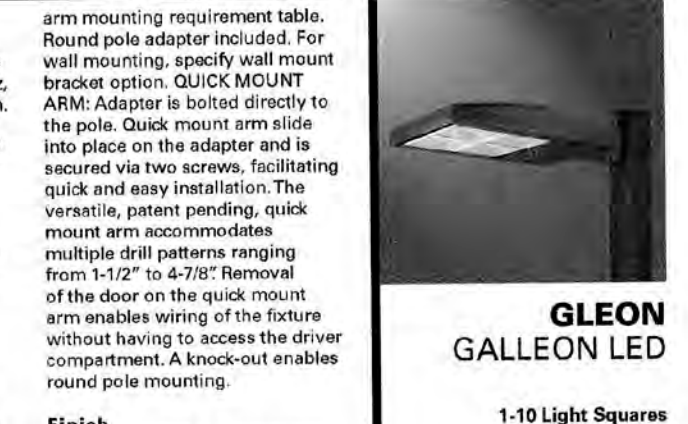 arm mounting requirement table.
Round pole adapter included. For
wall mounting, specify wall mount
bracket option. QUICK MOUNT
ARM: Adapter is bolted directly to
the pole. Quick mount arm slide
into place on the adapter and is
secured via two screws, facilitating
quick and easy installation. The
versatile, patent pending, quick
mount arm accommodates
multiple drill patterns ranging
from 1-1/2" to 4-7/8". Removal
of the door on the quick mount
arm enables wiring of the fixture
without having to access the driver
compartment. A knock-out enables
round pole mounting.
Finish
GLEON
GALLEON LED
1-10 Light Squares